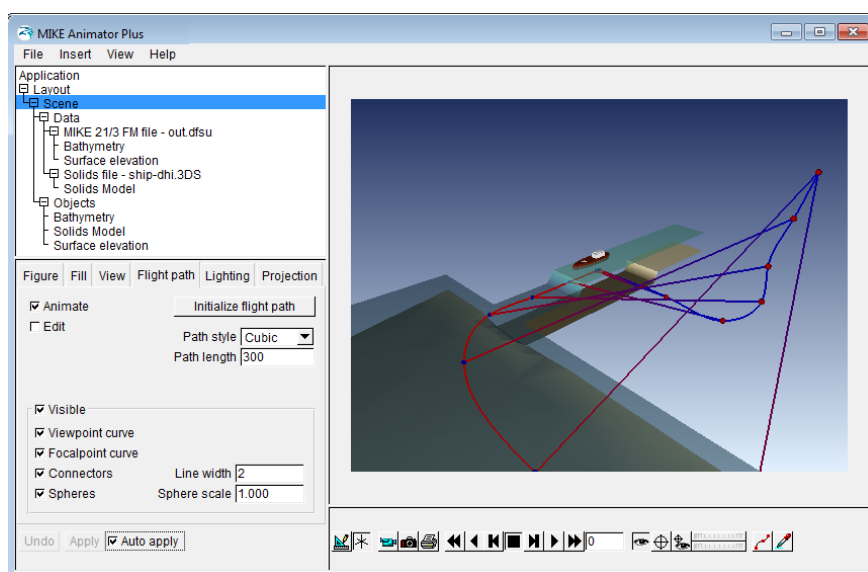 MIKE Animator Plus
File Insert View Help
Application
Layout
Scene
Data
MIKE 21/3 FM file - out.dfsu
Bathymetry
Surface elevation
Solids file - ship-dhi.3DS
Solids Model
Objects
Bathymetry
Solids Model
Surface elevation
Figure Fill View Flight path Lighting Projection
Animate Initialize flight path
Edit
Path style Cubic
Path length 300
Visible
Viewpoint curve
Focalpoint curve
Connectors Line width 2
Spheres Sphere scale 1.000
Undo Apply Auto apply 0